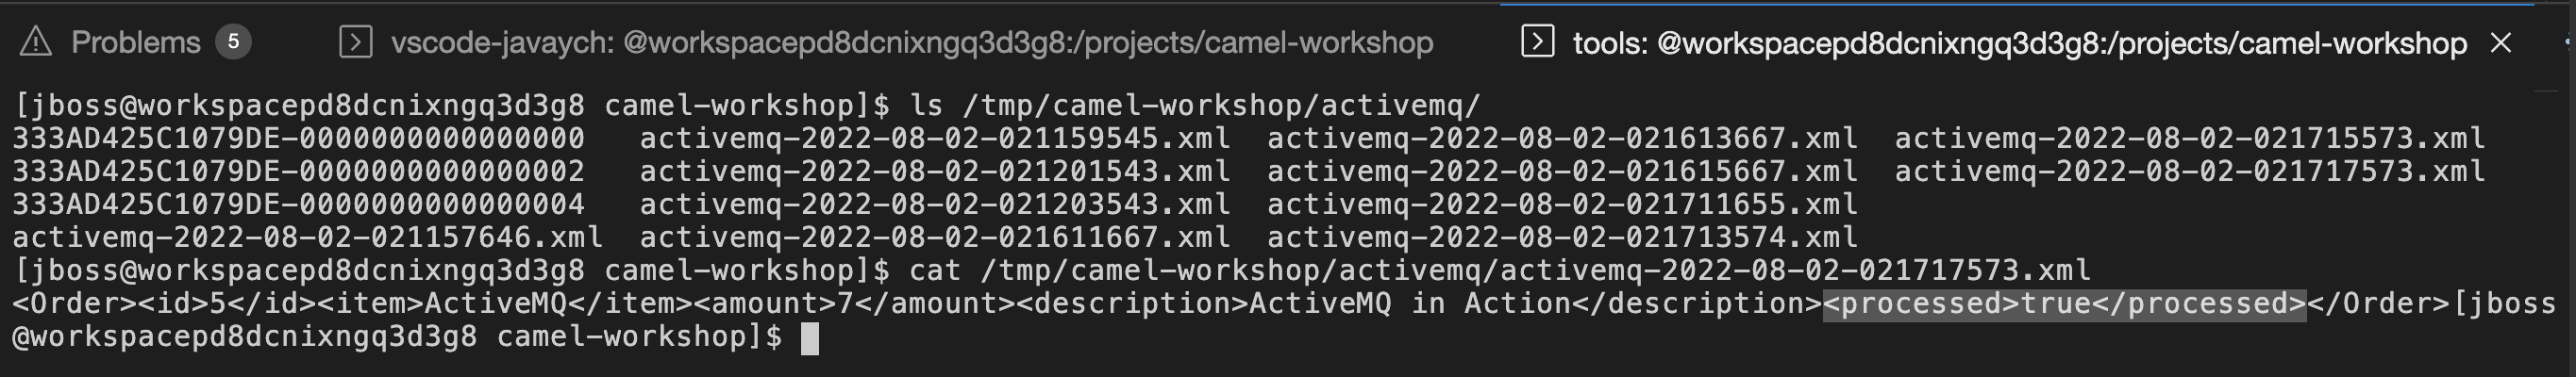 Problems 5 vscode-javaych: @workspacepd8dcnixngq3d3g8:/projects/camel-workshop tools: @workspacepd8dcnixngq3d3g8:/projects/camel-workshop
[jboss@workspacepd8dcnixngq3d3g8 camel-workshop]$ ls /tmp/camel-workshop/activemq/
333AD425C1079DE-0000000000000000 activemq-2022-08-02-021159545.xml activemq-2022-08-02-021613667.xml activemq-2022-08-02-021715573.xml
333AD425C1079DE-0000000000000002 activemq-2022-08-02-021201543.xml activemq-2022-08-02-021615667.xml activemq-2022-08-02-021717573.xml
333AD425C1079DE-0000000000000004 activemq-2022-08-02-021203543.xml activemq-2022-08-02-021711655.xml
activemq-2022-08-02-021157646.xml activemq-2022-08-02-021611667.xml activemq-2022-08-02-021713574.xml
[jboss@workspacepd8dcnixngq3d3g8 camel-workshop]$ cat /tmp/camel-workshop/activemq/activemq-2022-08-02-021717573.xml
<Order><id>5</id><item>ActiveMQ</item><amount>7</amount><description>ActiveMQ in Action</description><processed>true</processed></Order>[jboss
@workspacepd8dcnixngq3d3g8 camel-workshop]$